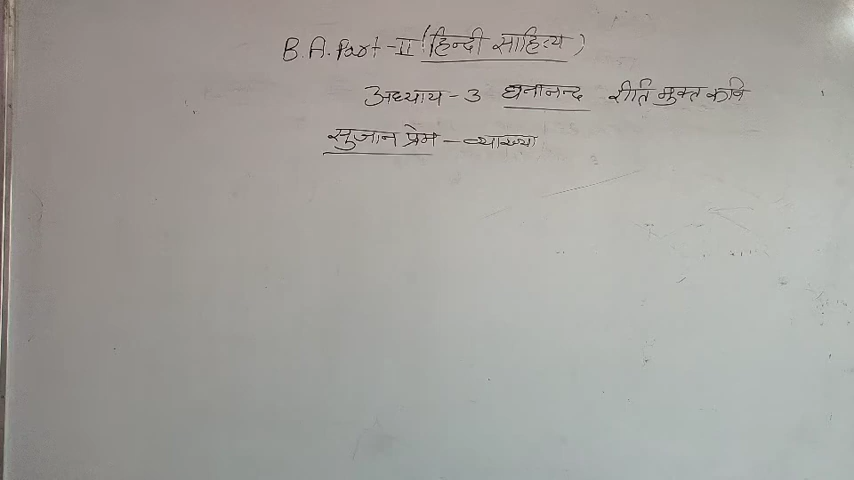 B.A. Part-II (हिन्दी साहित्य)
अध्याय-3 घनानन्द रीति मुक्त कवि
सुजान प्रेम - व्याख्या